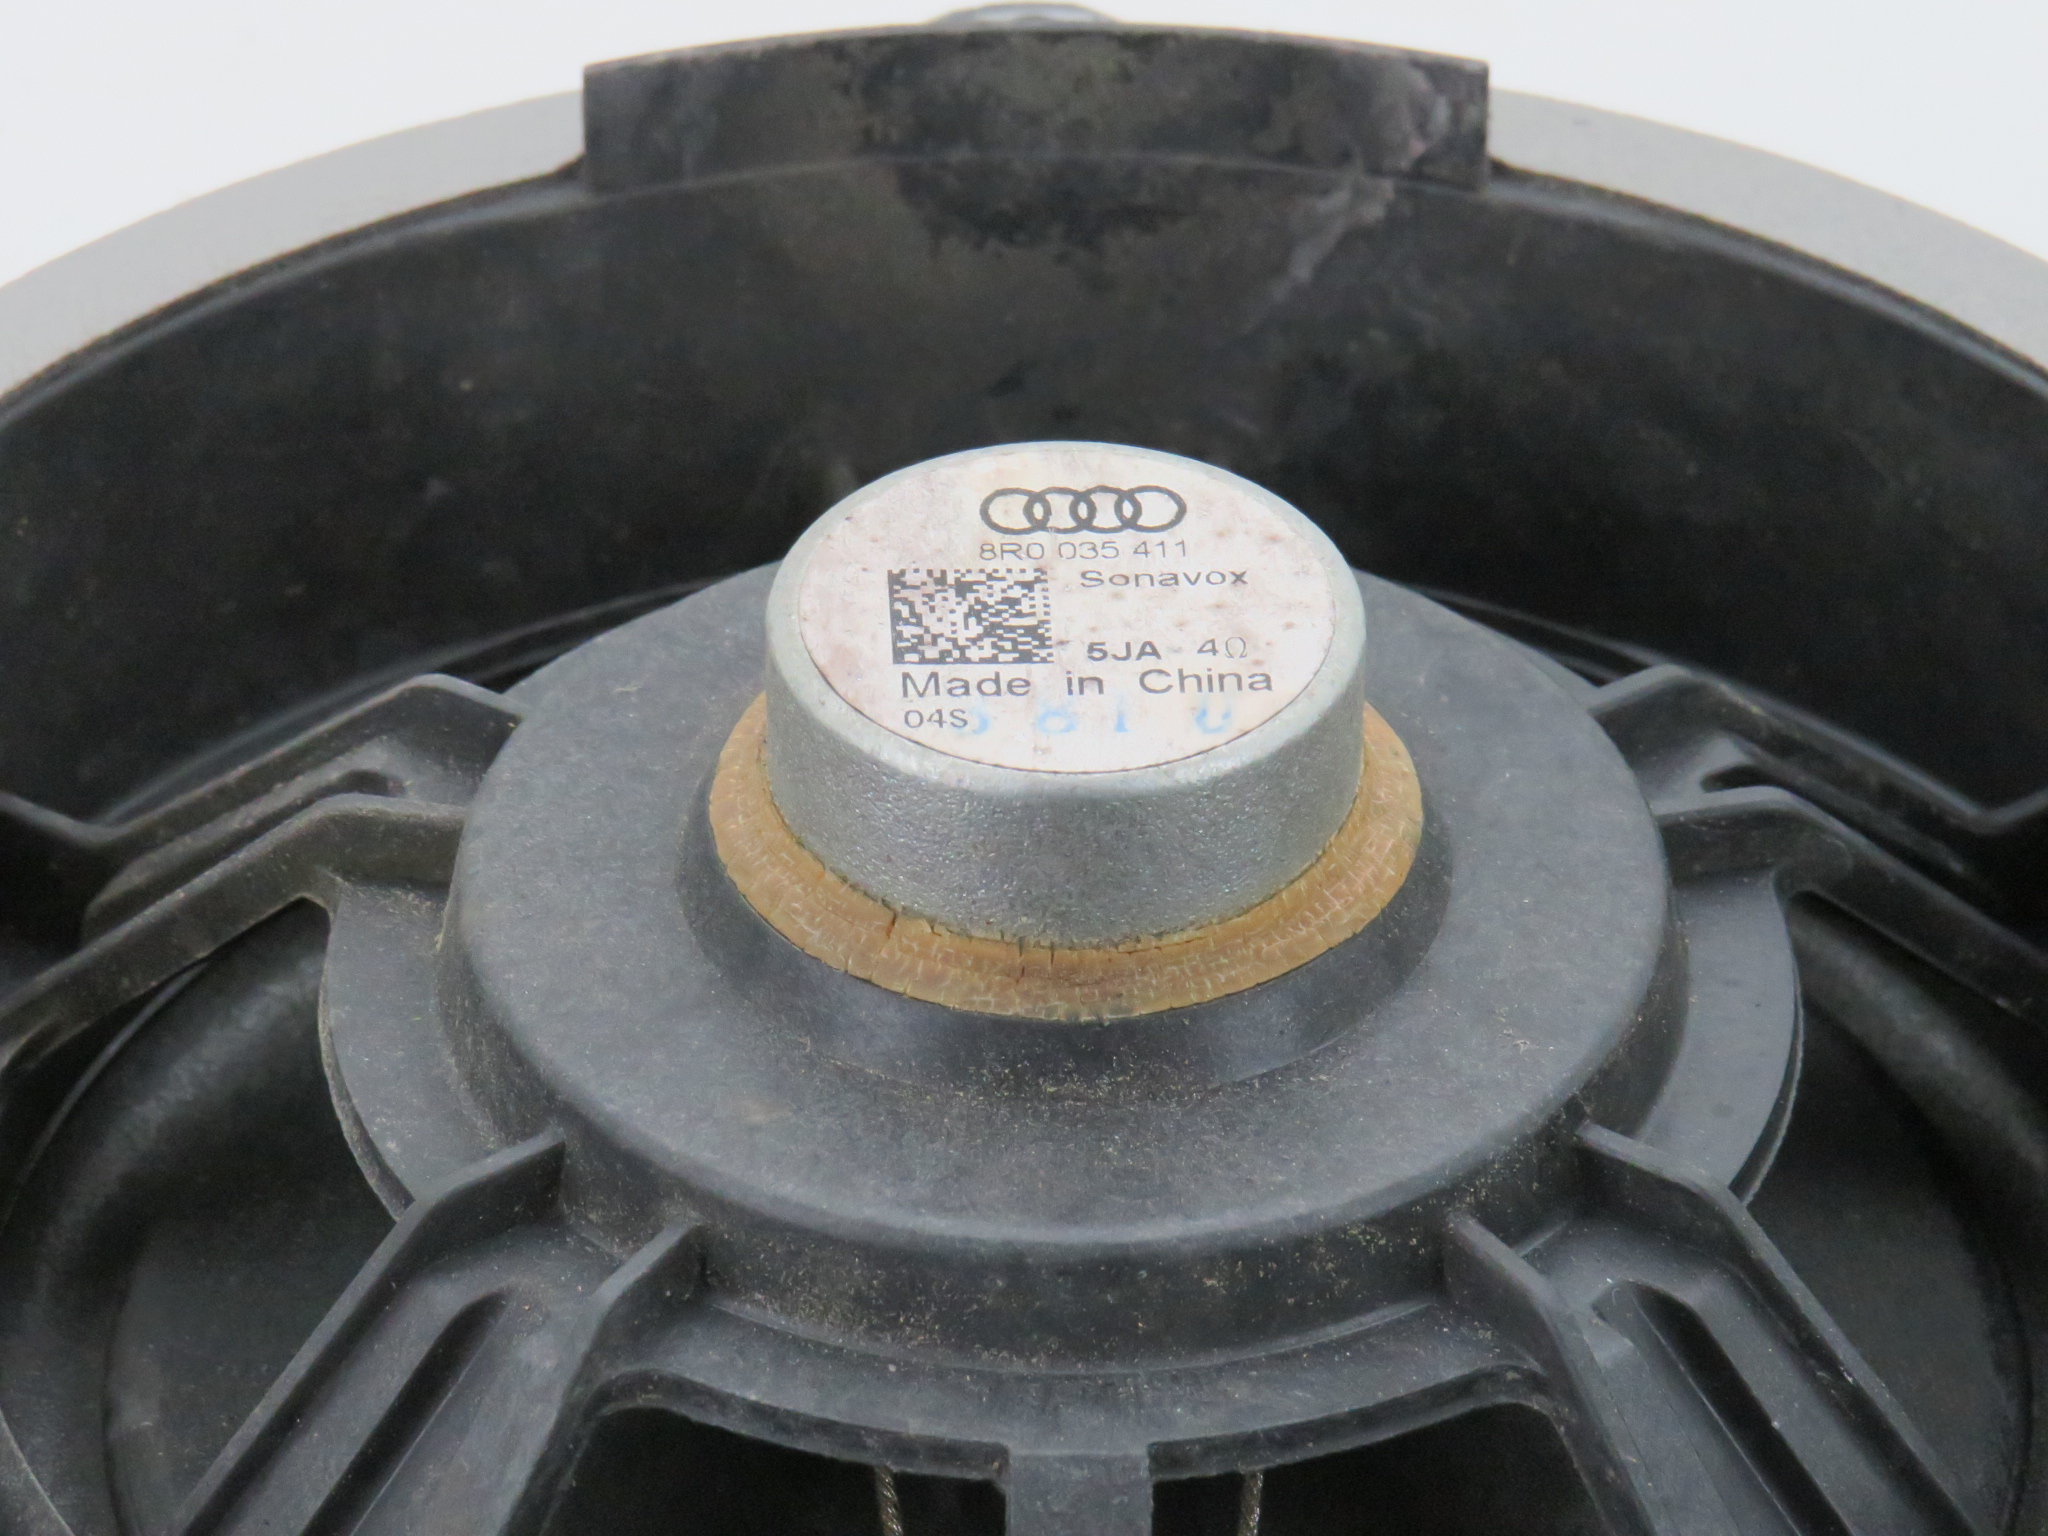 8R0 035 411
Sonavox
5JA 4Ω
Made in China
04S